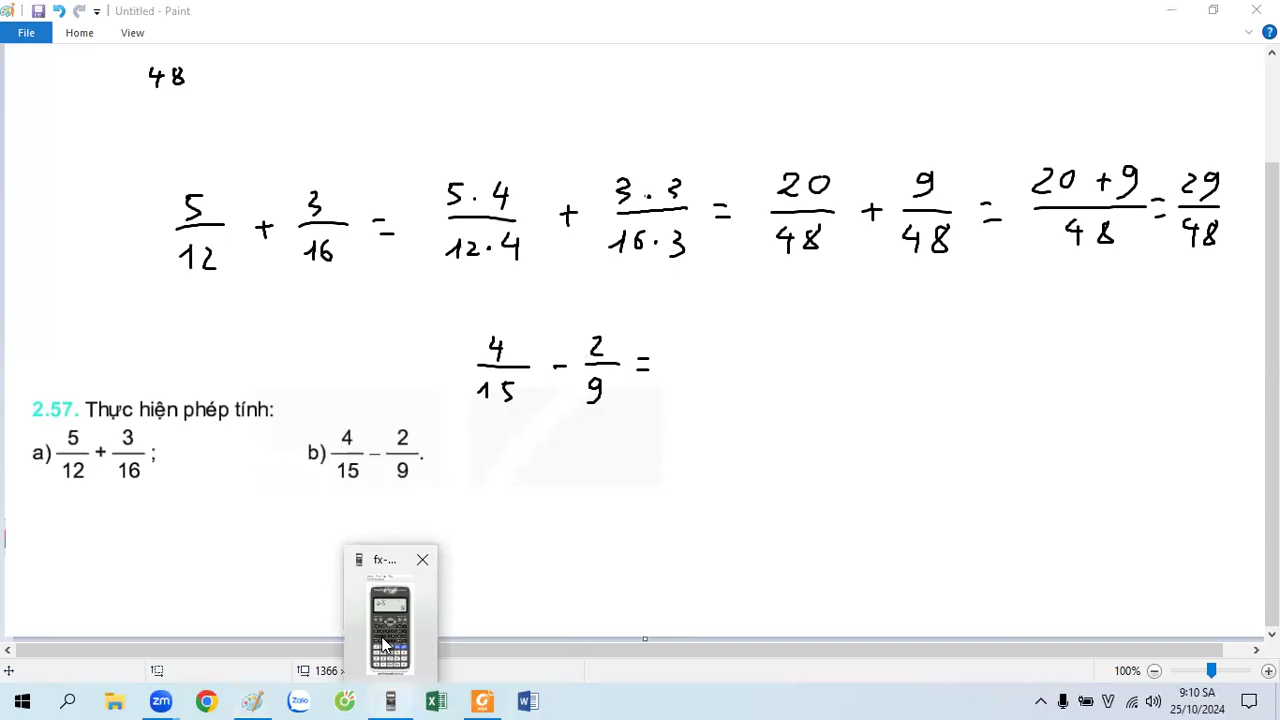 Untitled - Paint
File Home View
48
5/12 + 3/16 = 5·4/12·4 + 3·3/16·3 = 20/48 + 9/48 = 20+9/48 = 29/48
4/15 - 2/9 =
2.57. Thực hiện phép tính:
a) 5/12 + 3/16 ; b) 4/15 – 2/9 .
fx-...
1366 × 100%
zm Zalo 9:10 SA
25/10/2024